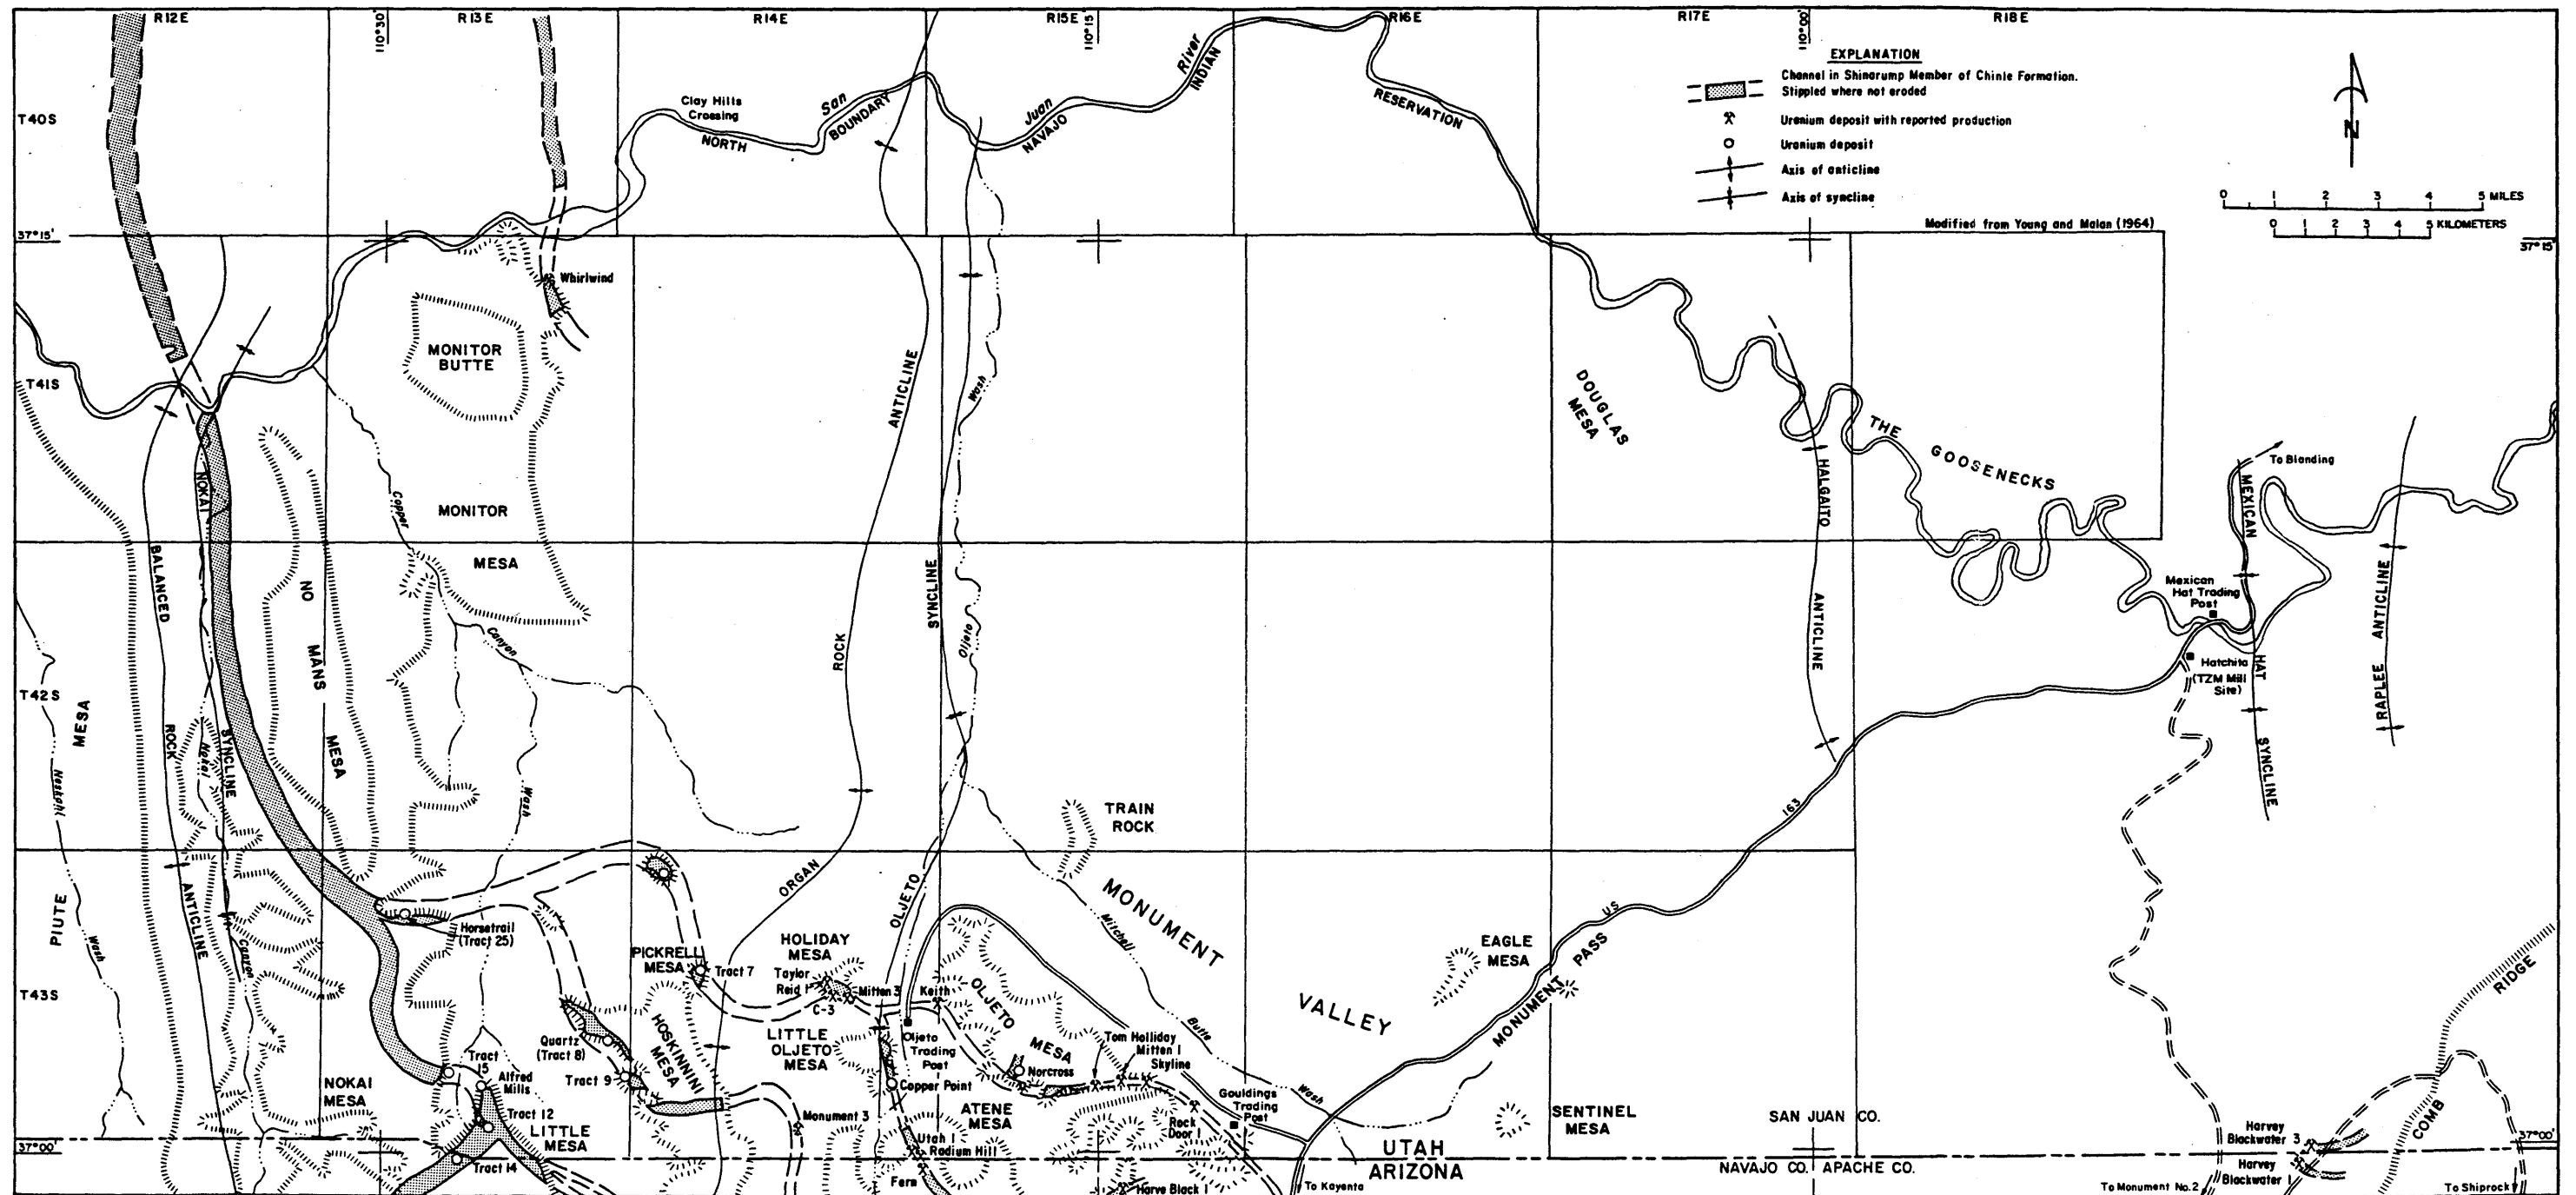 R12E
R13E
R14E
R15E
R16E
R17E
R18E
110°30'
110°15'
110°00'
EXPLANATION
Channel in Shinarump Member of Chinle Formation.
Stippled where not eroded
Uranium deposit with reported production
Uranium deposit
Axis of anticline
Axis of syncline
Modified from Young and Malan (1964)
N
0 1 2 3 4 5 MILES
0 1 2 3 4 5 KILOMETERS
T40S
Clay Hills
Crossing
San Juan River
NORTH BOUNDARY NAVAJO INDIAN RESERVATION
37°15'
37°15'
Whirlwind
MONITOR
BUTTE
T41S
DOUGLAS
MESA
THE GOOSENECKS
To Blanding
MONITOR
MESA
Copper Canyon Wash
NOKAI SYNCLINE
BALANCED ROCK ANTICLINE
NO MANS MESA
ORGAN ROCK ANTICLINE
OLJETO SYNCLINE
Oljeto Wash
HALGAITO ANTICLINE
MEXICAN HAT SYNCLINE
RAPLEE ANTICLINE
Mexican
Hat Trading
Post
Hatchita
(TZM Mill
Site)
T42S
PIUTE MESA
Neskahi Wash
Nokai Canyon
TRAIN
ROCK
MONUMENT VALLEY
Mitchell Butte Wash
US 163
MONUMENT PASS
EAGLE
MESA
COMB RIDGE
T43S
Horsetrail
(Tract 25)
PICKRELL
MESA
Tract 7
HOLIDAY
MESA
Taylor
Reid 1
Mitten 3
C-3
Keith
OLJETO MESA
LITTLE
OLJETO
MESA
Oljeto
Trading
Post
Quartz
(Tract 8)
Tract 9
HOSKINNINI
MESA
Tom Holliday
Mitten 1
Skyline
Norcross
Copper Point
ATENE
MESA
Tract
15
Alfred
Mills
NOKAI
MESA
Tract 12
LITTLE
MESA
Tract 14
Monument 3
Utah 1
Radium Hill
Fern
Rock
Door 1
Gouldings
Trading
Post
Harve Black 1
SENTINEL
MESA
SAN JUAN CO.
UTAH
ARIZONA
NAVAJO CO. APACHE CO.
Harvey
Blackwater 3
Harvey
Blackwater 1
37°00'
37°00'
To Kayenta
To Monument No.2
To Shiprock